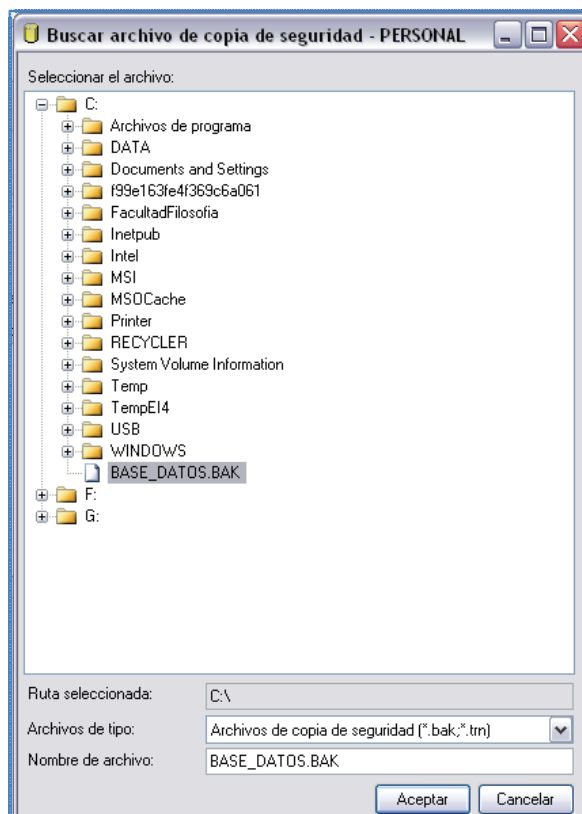 Buscar archivo de copia de seguridad - PERSONAL
Seleccionar el archivo:
C:
Archivos de programa
DATA
Documents and Settings
f99e163fe4f369c6a061
FacultadFilosofia
Inetpub
Intel
MSI
MSOCache
Printer
RECYCLER
System Volume Information
Temp
TempEI4
USB
WINDOWS
BASE_DATOS.BAK
F:
G:
Ruta seleccionada: C:\
Archivos de tipo: Archivos de copia de seguridad (*.bak;*.trn)
Nombre de archivo: BASE_DATOS.BAK
Aceptar Cancelar